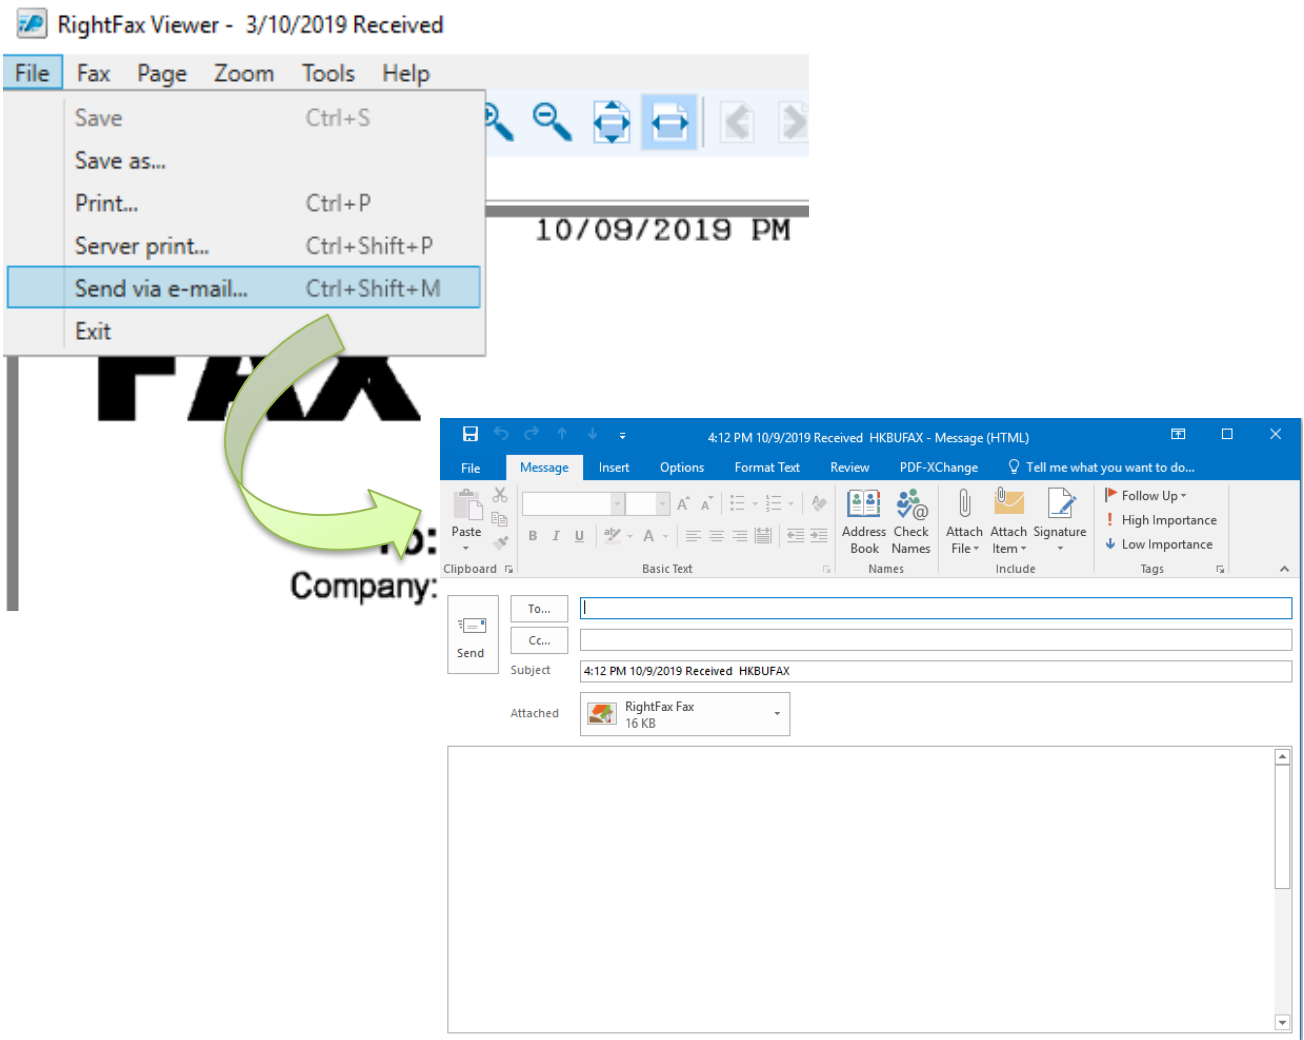 RightFax Viewer - 3/10/2019 Received
File Fax Page Zoom Tools Help
Save Ctrl+S
Save as...
Print... Ctrl+P
Server print... Ctrl+Shift+P
Send via e-mail... Ctrl+Shift+M
Exit
10/09/2019 PM
FAX
To:
Company:
4:12 PM 10/9/2019 Received HKBUFAX - Message (HTML)
File Message Insert Options Format Text Review PDF-XChange Tell me what you want to do...
Paste
B I U aby A
Address Book
Check Names
Attach File
Attach Item
Signature
Follow Up
High Importance
Low Importance
Clipboard Basic Text Names Include Tags
Send
To...
Cc...
Subject 4:12 PM 10/9/2019 Received HKBUFAX
Attached RightFax Fax
16 KB